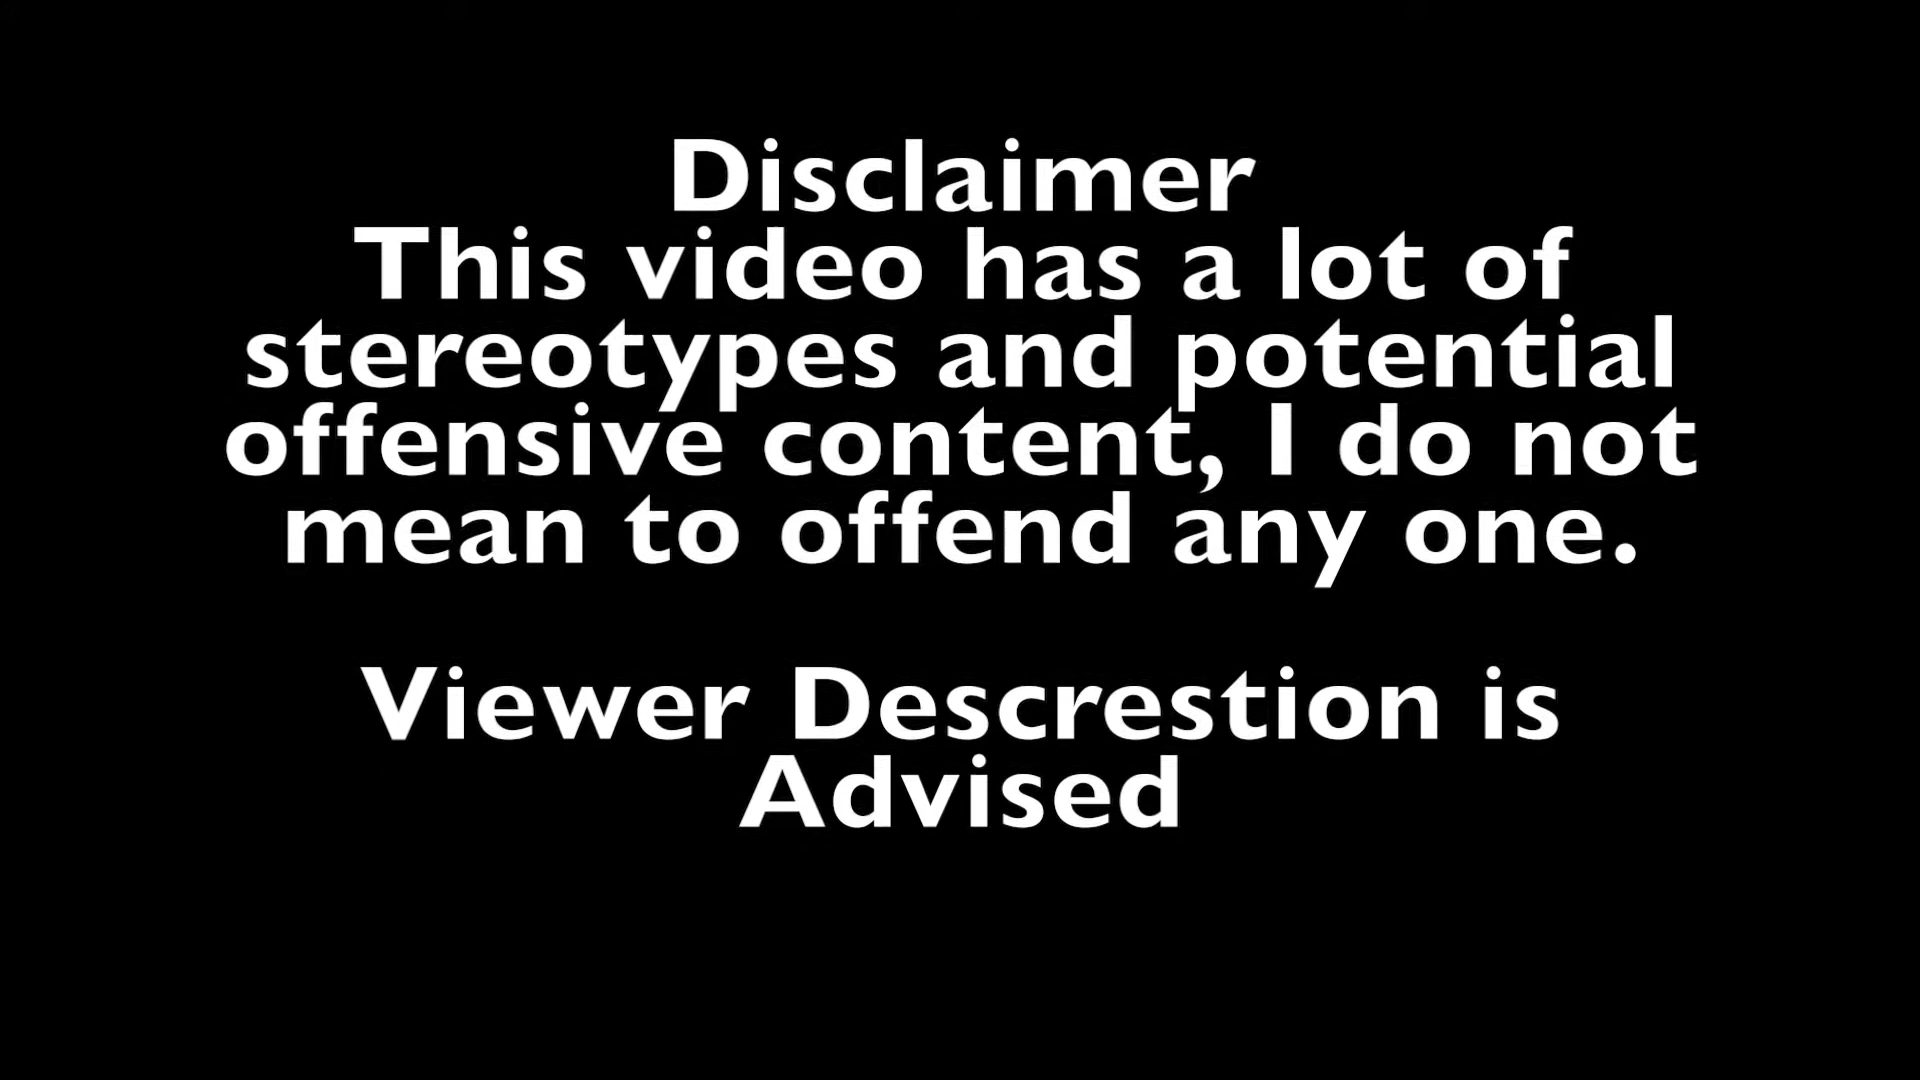 Disclaimer
This video has a lot of
stereotypes and potential
offensive content, I do not
mean to offend any one.
Viewer Descrestion is
Advised